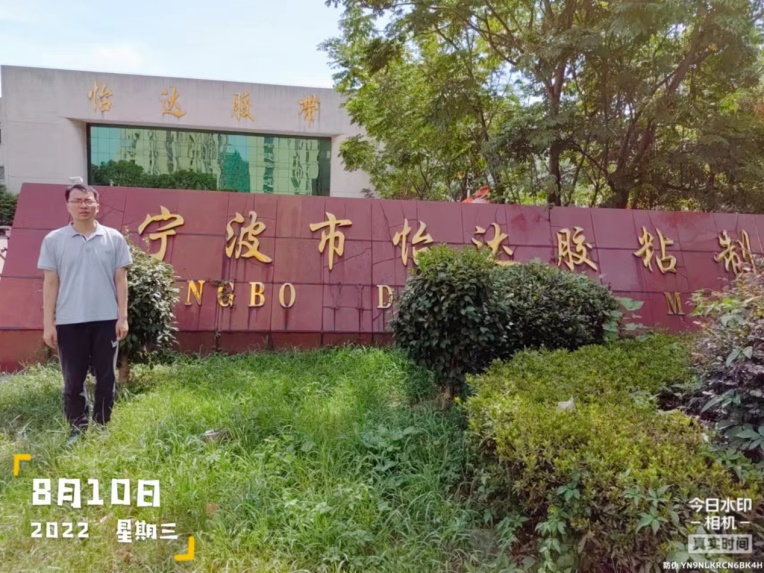 怡达胶带
宁波市怡达胶粘制
NGBO D M
8月10日
2022 星期三
今日水印
相机
真实时间
防伪 YN9NLKRCN6BK4H